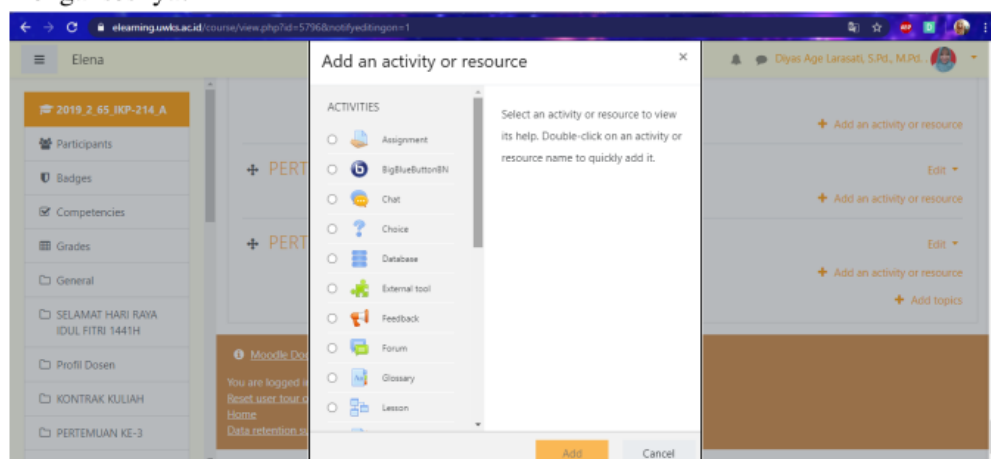 elearning.uwks.ac.id/course/view.php?id=5796&notifyeditingon=1
Elena
Diyas Age Larasati, S.Pd., M.Pd.
2019_2_65_IKP-214_A
Participants
Badges
Competencies
Grades
General
SELAMAT HARI RAYA
IDUL FITRI 1441H
Profil Dosen
KONTRAK KULIAH
PERTEMUAN KE-3
Add an activity or resource
×
ACTIVITIES
Assignment
BigBlueButtonBN
Chat
Choice
Database
External tool
Feedback
Forum
Glossary
Lesson
Select an activity or resource to view
its help. Double-click on an activity or
resource name to quickly add it.
Add
Cancel
+ Add an activity or resource
PERT
Edit
+ Add an activity or resource
PERT
Edit
+ Add an activity or resource
+ Add topics
Moodle Do
You are logged i
Reset user tour o
Home
Data retention su